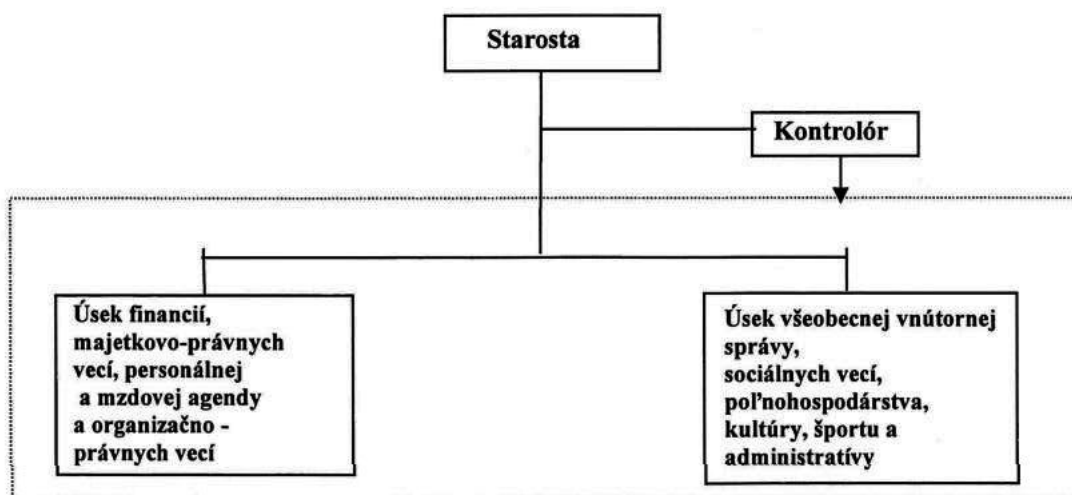 Starosta
Kontrolór
Úsek financií,
majetkovo-právnych
vecí, personálnej
a mzdovej agendy
a organizačno -
právnych vecí
Úsek všeobecnej vnútornej
správy,
sociálnych vecí,
poľnohospodárstva,
kultúry, športu a
administratívy